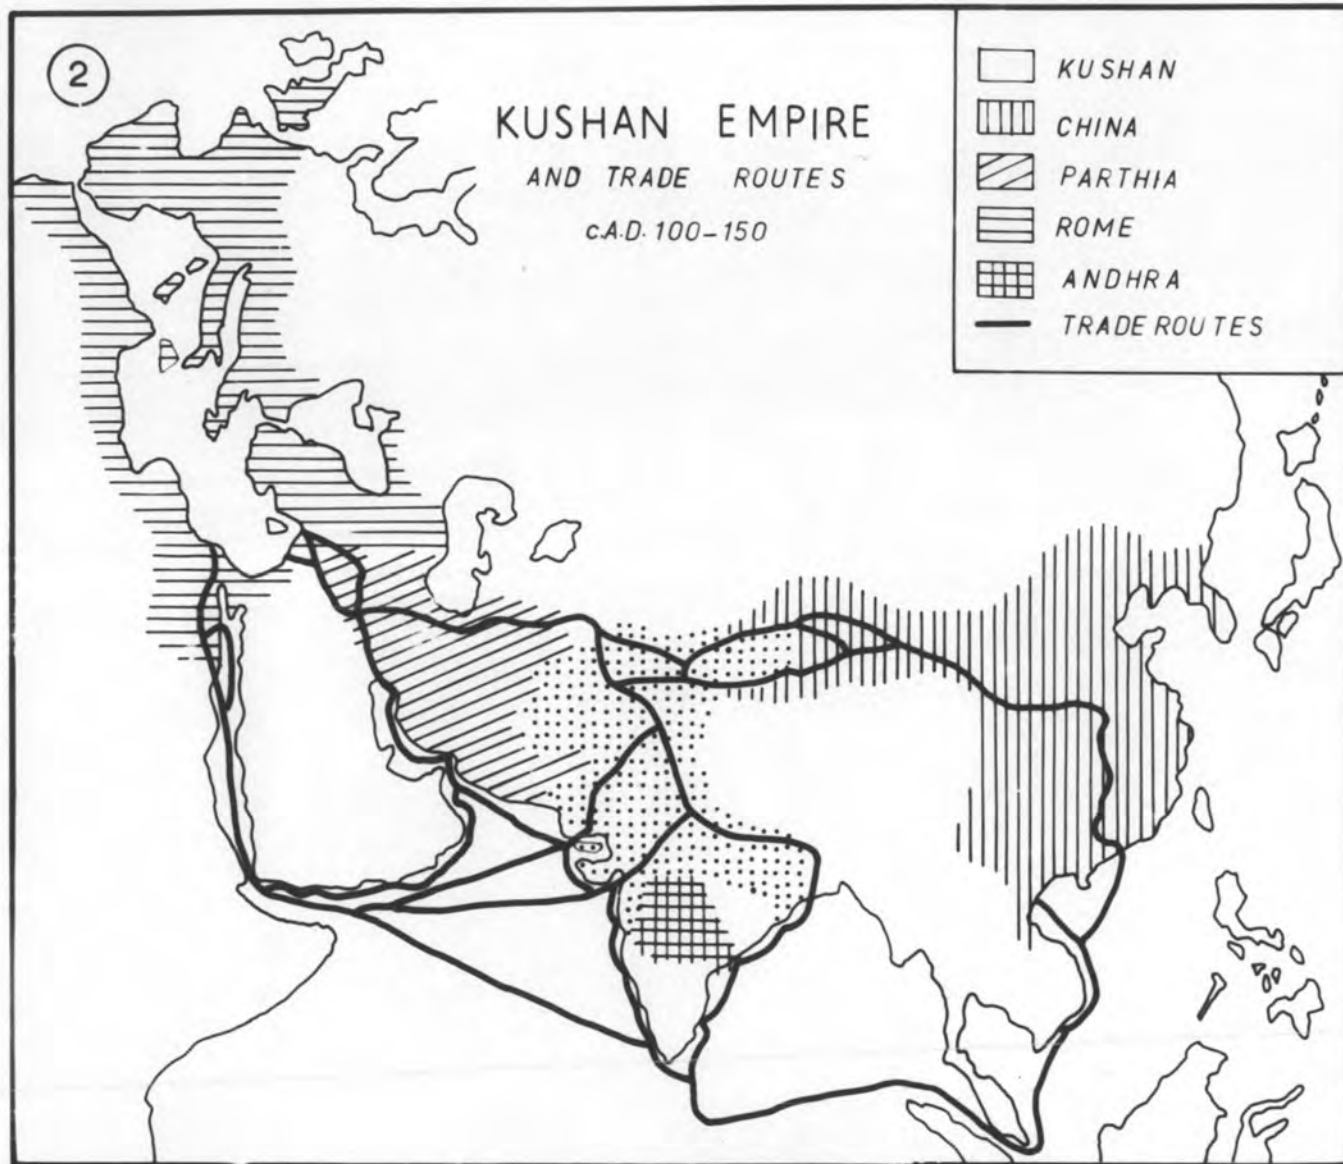 2
KUSHAN EMPIRE
AND TRADE ROUTES
c.A.D. 100–150
KUSHAN
CHINA
PARTHIA
ROME
ANDHRA
TRADE ROUTES